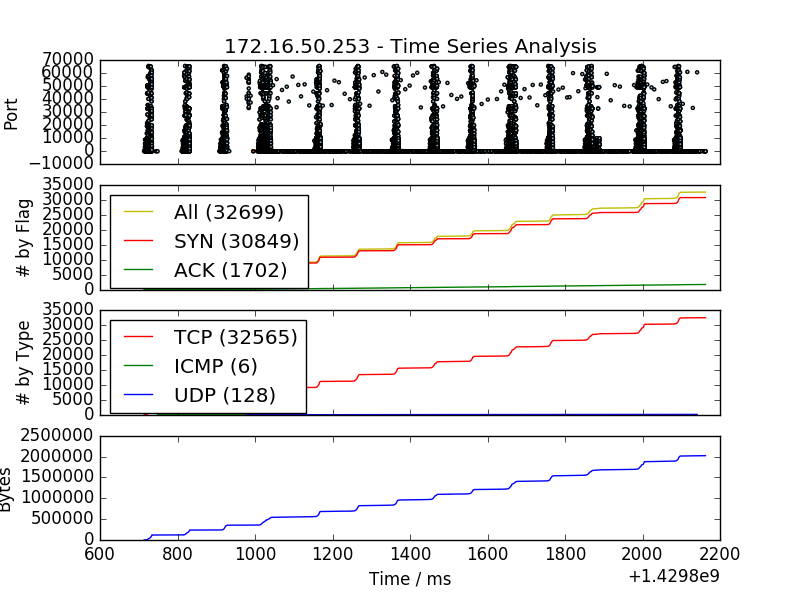 172.16.50.253 - Time Series Analysis
70000
60000
50000
40000
30000
20000
10000
0
−10000
Port
35000
30000
25000
20000
15000
10000
5000
0
# by Flag
All (32699)
SYN (30849)
ACK (1702)
35000
30000
25000
20000
15000
10000
5000
0
# by Type
TCP (32565)
ICMP (6)
UDP (128)
2500000
2000000
1500000
1000000
500000
0
Bytes
600 800 1000 1200 1400 1600 1800 2000 2200
Time / ms
+1.4298e9